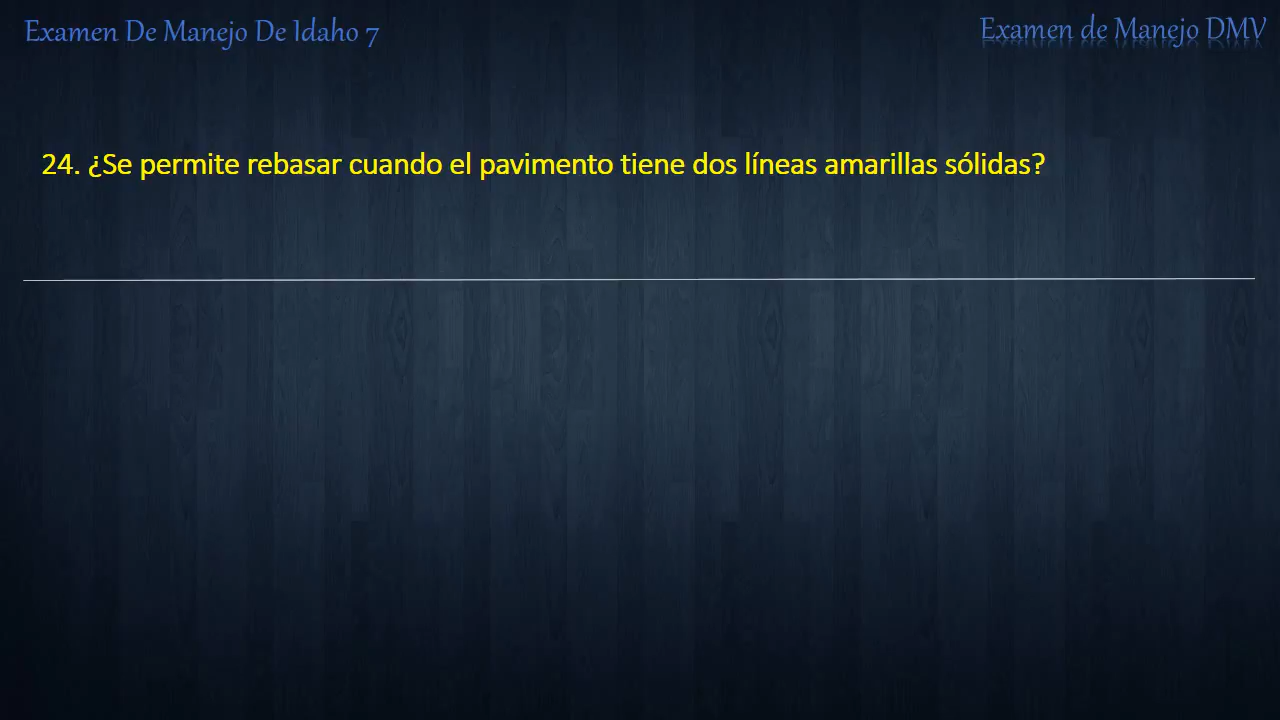 Examen De Manejo De Idaho 7
Examen de Manejo DMV
24. ¿Se permite rebasar cuando el pavimento tiene dos líneas amarillas sólidas?